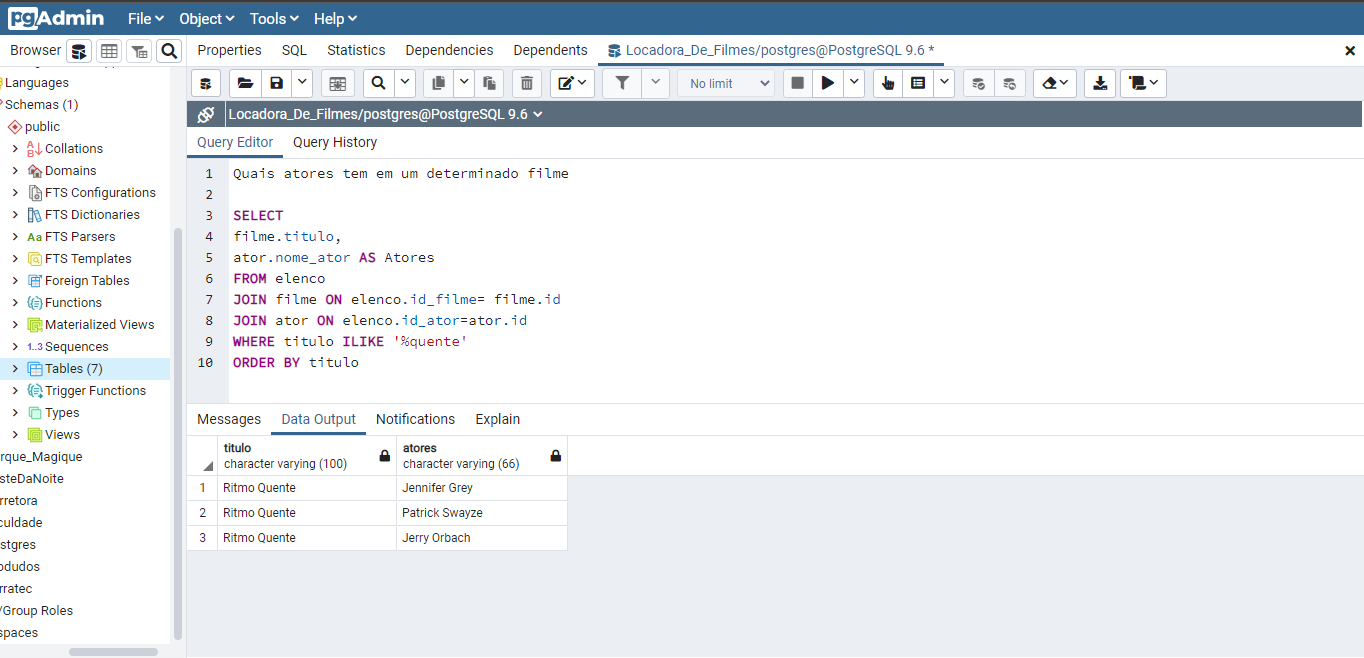 pgAdmin File Object Tools Help
Browser Properties SQL Statistics Dependencies Dependents Locadora_De_Filmes/postgres@PostgreSQL 9.6 *
No limit
Locadora_De_Filmes/postgres@PostgreSQL 9.6
Query Editor Query History
Languages
Schemas (1)
public
Collations
Domains
FTS Configurations
FTS Dictionaries
Aa FTS Parsers
FTS Templates
Foreign Tables
Functions
Materialized Views
1..3 Sequences
Tables (7)
Trigger Functions
Types
Views
rque_Magique
steDaNoite
rretora
culdade
stgres
odudos
rratec
/Group Roles
spaces
1 Quais atores tem em um determinado filme
2
3 SELECT
4 filme.titulo,
5 ator.nome_ator AS Atores
6 FROM elenco
7 JOIN filme ON elenco.id_filme= filme.id
8 JOIN ator ON elenco.id_ator=ator.id
9 WHERE titulo ILIKE '%quente'
10 ORDER BY titulo
Messages Data Output Notifications Explain
titulo atores
character varying (100) character varying (66)
1 Ritmo Quente Jennifer Grey
2 Ritmo Quente Patrick Swayze
3 Ritmo Quente Jerry Orbach